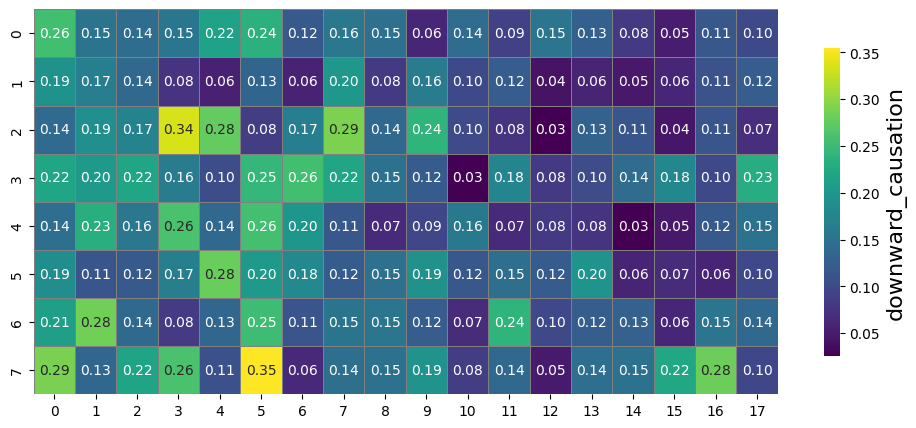 0 0.26 0.15 0.14 0.15 0.22 0.24 0.12 0.16 0.15 0.06 0.14 0.09 0.15 0.13 0.08 0.05 0.11 0.10
1 0.19 0.17 0.14 0.08 0.06 0.13 0.06 0.20 0.08 0.16 0.10 0.12 0.04 0.06 0.05 0.06 0.11 0.12
2 0.14 0.19 0.17 0.34 0.28 0.08 0.17 0.29 0.14 0.24 0.10 0.08 0.03 0.13 0.11 0.04 0.11 0.07
3 0.22 0.20 0.22 0.16 0.10 0.25 0.26 0.22 0.15 0.12 0.03 0.18 0.08 0.10 0.14 0.18 0.10 0.23
4 0.14 0.23 0.16 0.26 0.14 0.26 0.20 0.11 0.07 0.09 0.16 0.07 0.08 0.08 0.03 0.05 0.12 0.15
5 0.19 0.11 0.12 0.17 0.28 0.20 0.18 0.12 0.15 0.19 0.12 0.15 0.12 0.20 0.06 0.07 0.06 0.10
6 0.21 0.28 0.14 0.08 0.13 0.25 0.11 0.15 0.15 0.12 0.07 0.24 0.10 0.12 0.13 0.06 0.15 0.14
7 0.29 0.13 0.22 0.26 0.11 0.35 0.06 0.14 0.15 0.19 0.08 0.14 0.05 0.14 0.15 0.22 0.28 0.10
0 1 2 3 4 5 6 7 8 9 10 11 12 13 14 15 16 17
0.35
0.30
0.25
0.20
0.15
0.10
0.05
downward_causation